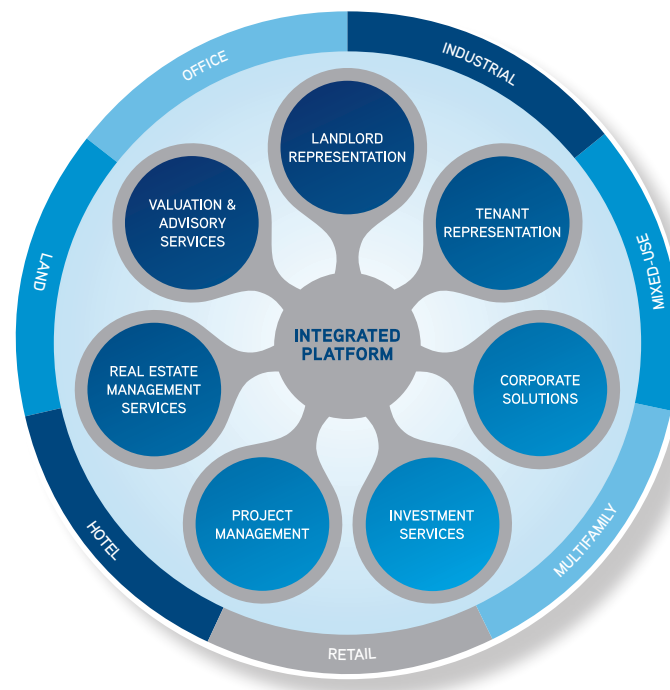 OFFICE
INDUSTRIAL
MIXED-USE
MULTIFAMILY
RETAIL
HOTEL
LAND
LANDLORD
REPRESENTATION
TENANT
REPRESENTATION
CORPORATE
SOLUTIONS
INVESTMENT
SERVICES
PROJECT
MANAGEMENT
REAL ESTATE
MANAGEMENT
SERVICES
VALUATION &
ADVISORY
SERVICES
INTEGRATED
PLATFORM